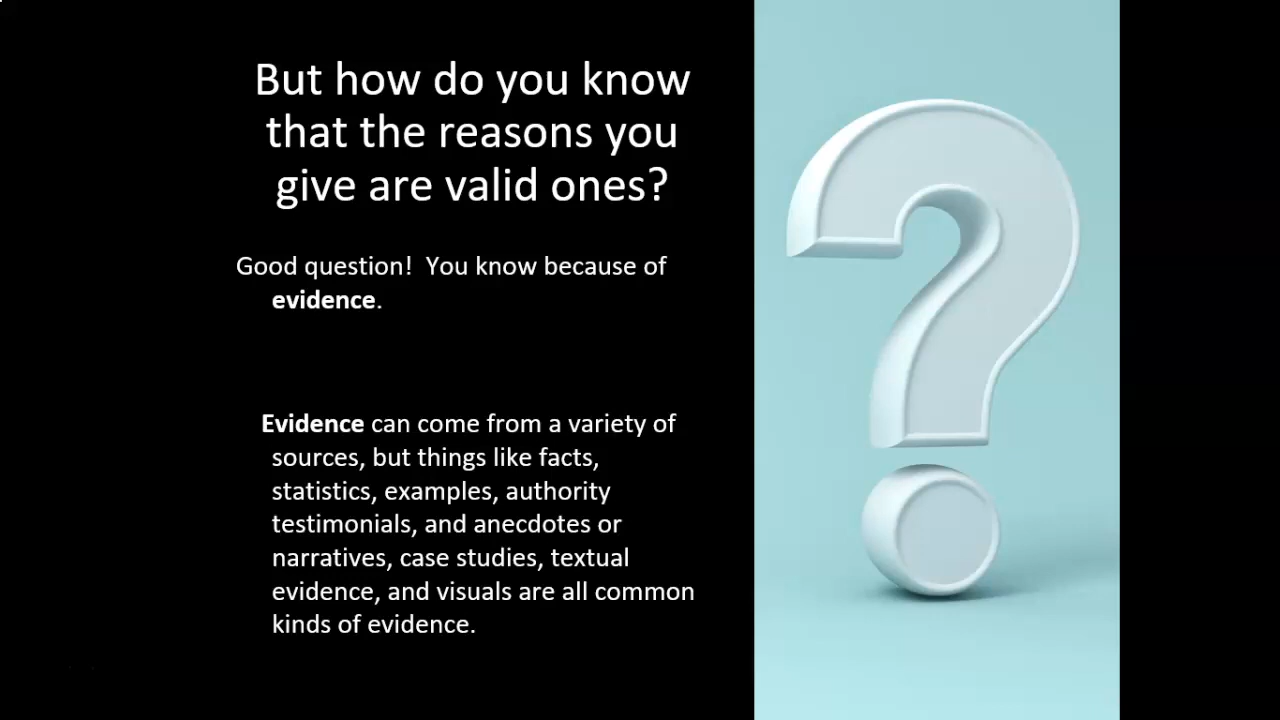 But how do you know
that the reasons you
give are valid ones?
Good question!  You know because of
evidence.
Evidence can come from a variety of
sources, but things like facts,
statistics, examples, authority
testimonials, and anecdotes or
narratives, case studies, textual
evidence, and visuals are all common
kinds of evidence.